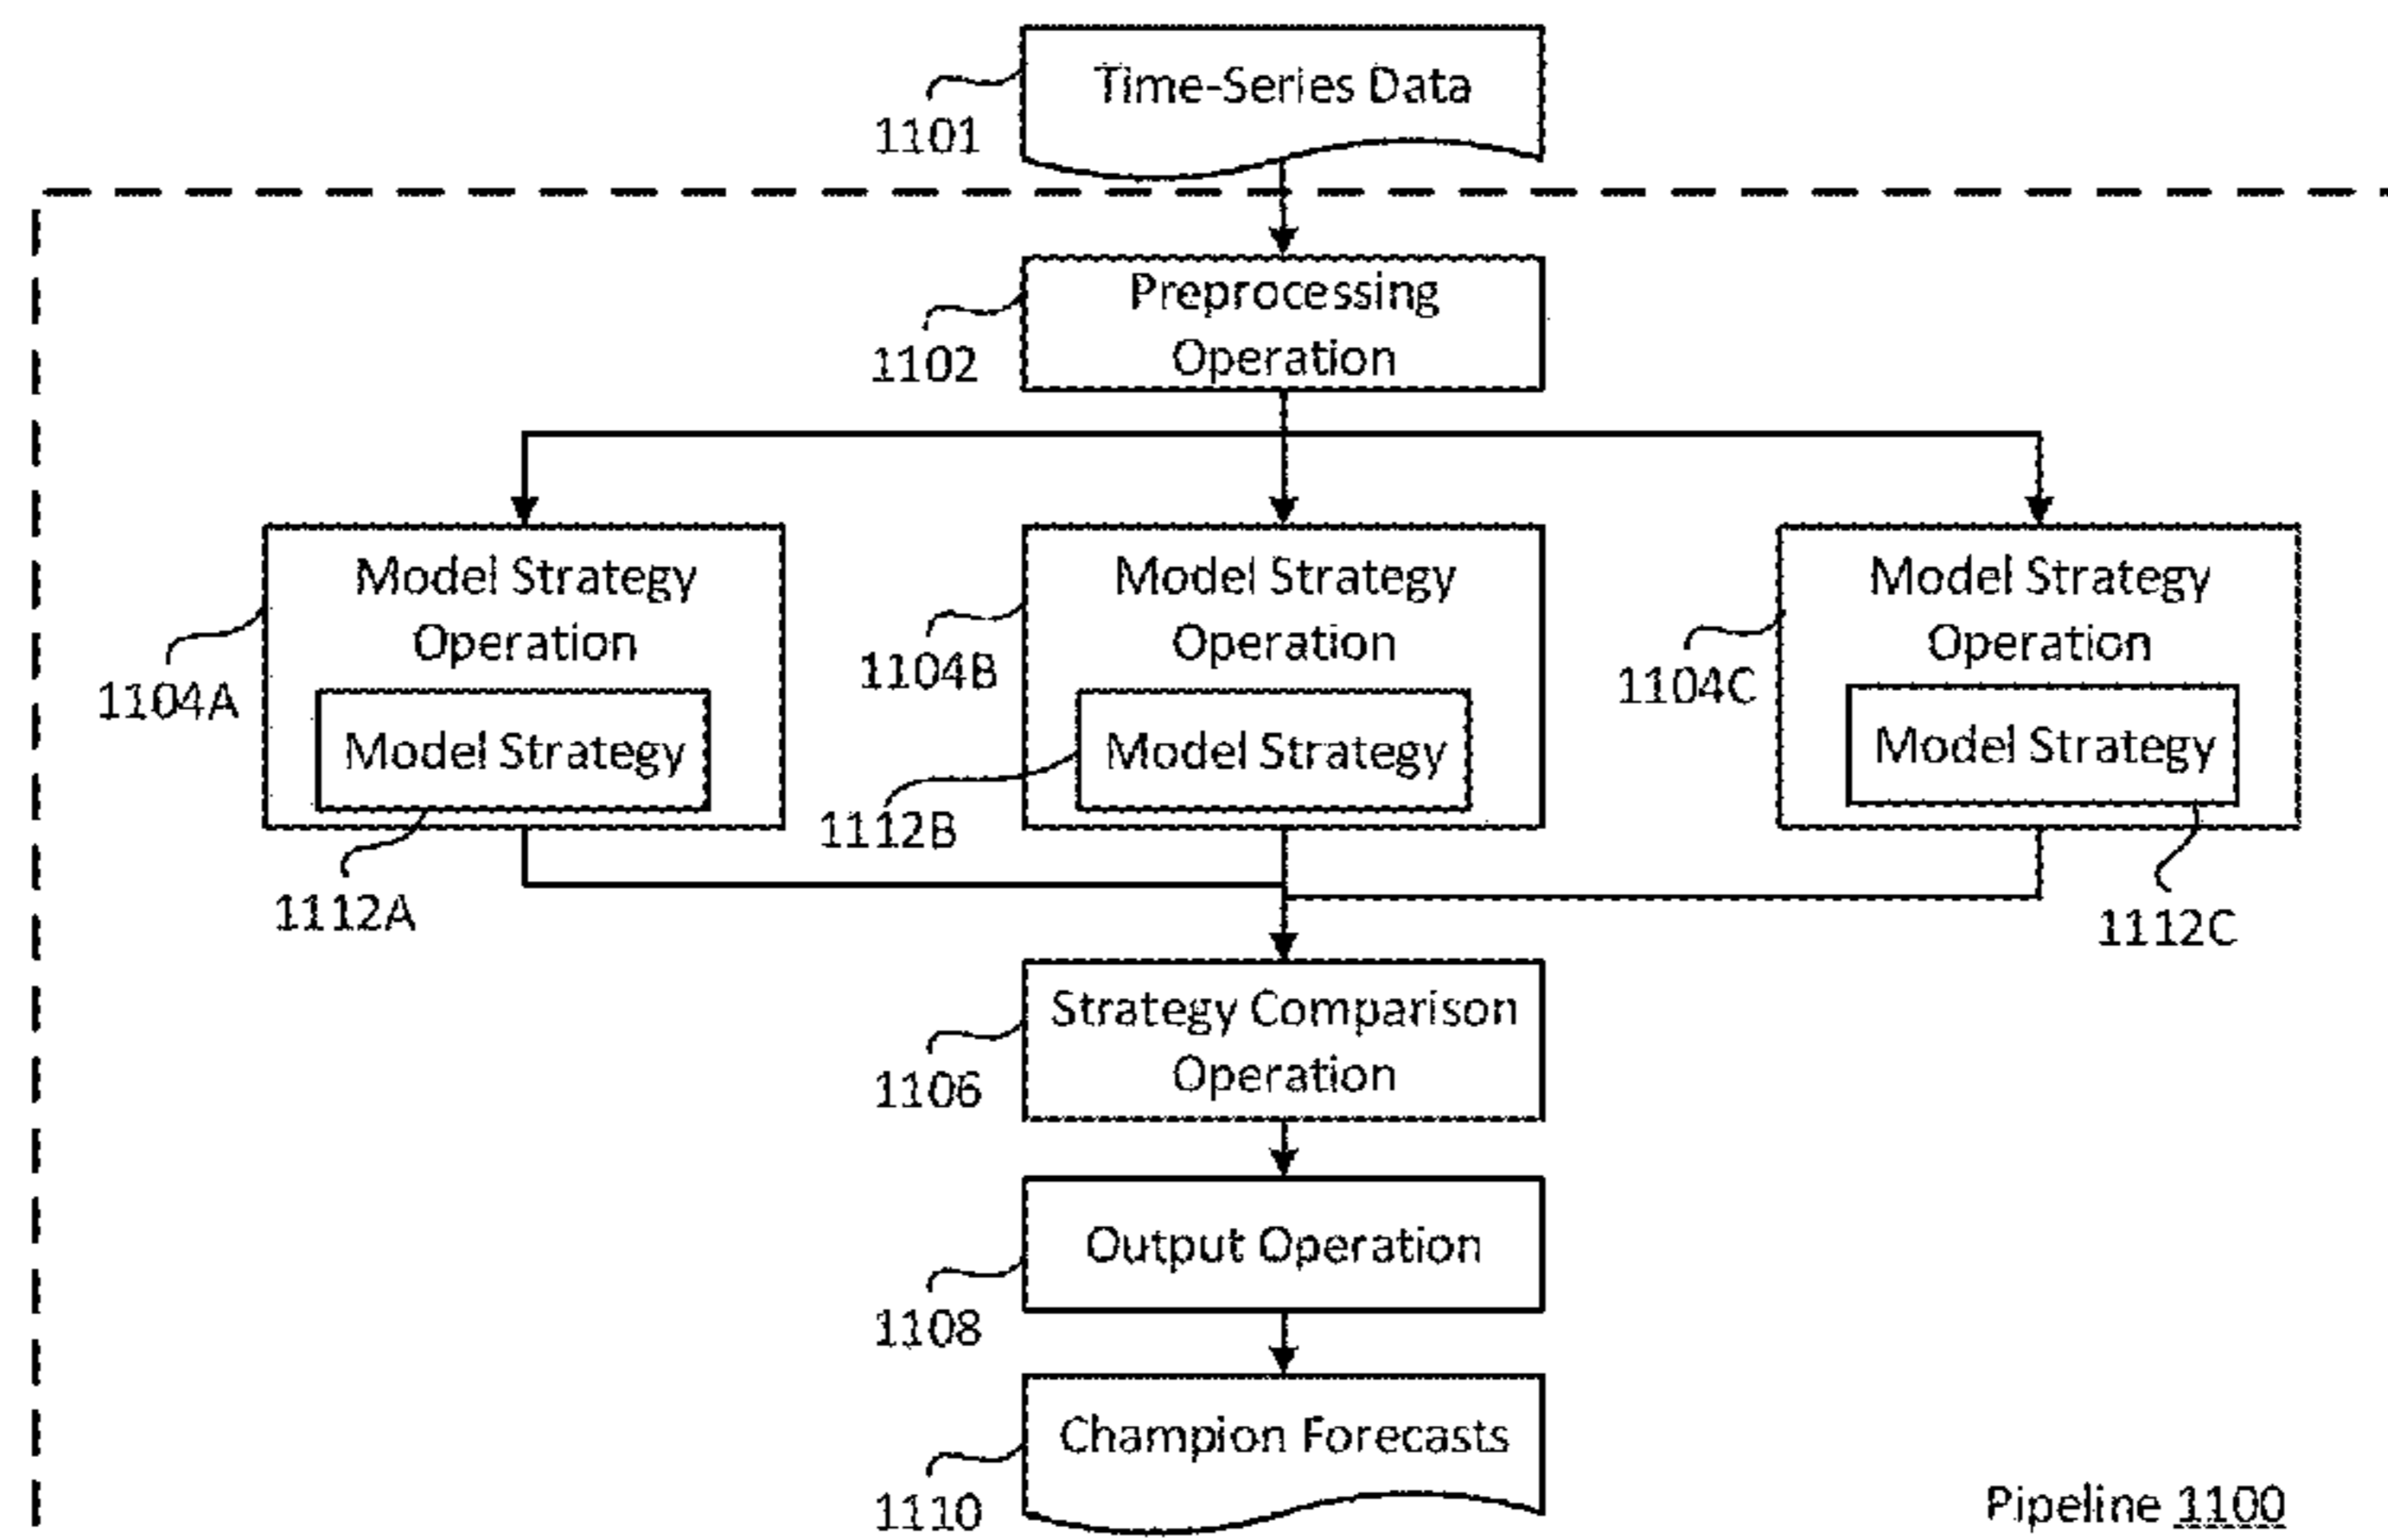 Time-Series Data
1101
Preprocessing
Operation
1102
Model Strategy
Operation
1104A
Model Strategy
1112A
Model Strategy
Operation
1104B
Model Strategy
1112B
Model Strategy
Operation
1104C
Model Strategy
1112C
Strategy Comparison
Operation
1106
Output Operation
1108
Champion Forecasts
1110
Pipeline 1100